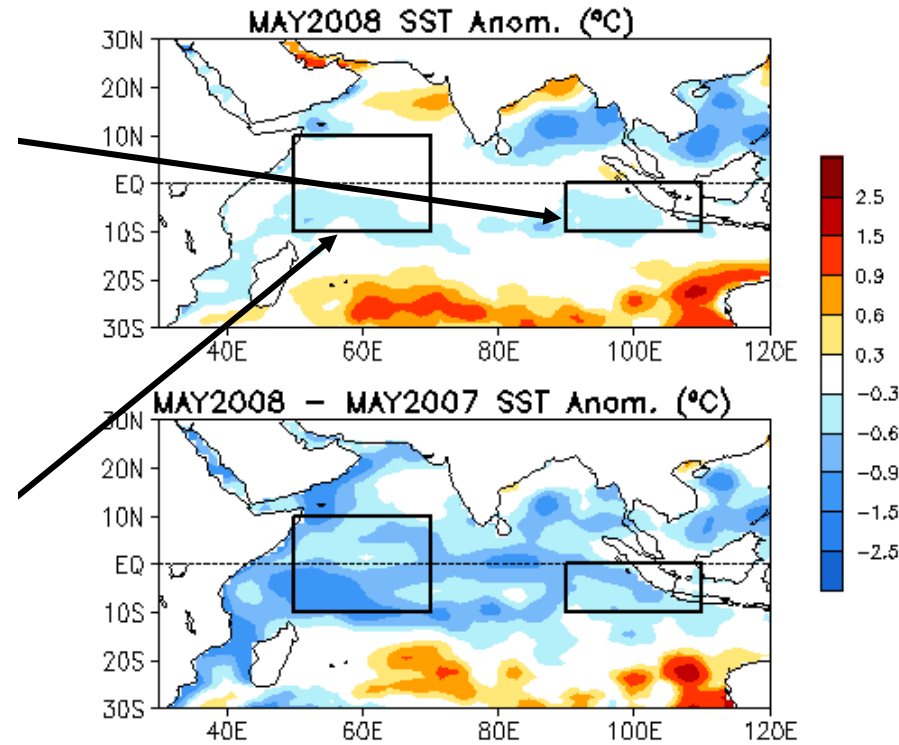 MAY2008 SST Anom. (ºC)
30N
20N
10N
EQ
10S
20S
30S
40E 60E 80E 100E 120E
2.5
1.5
0.9
0.6
0.3
-0.3
-0.6
-0.9
-1.5
-2.5
MAY2008 - MAY2007 SST Anom. (ºC)
30N
20N
10N
EQ
10S
20S
30S
40E 60E 80E 100E 120E